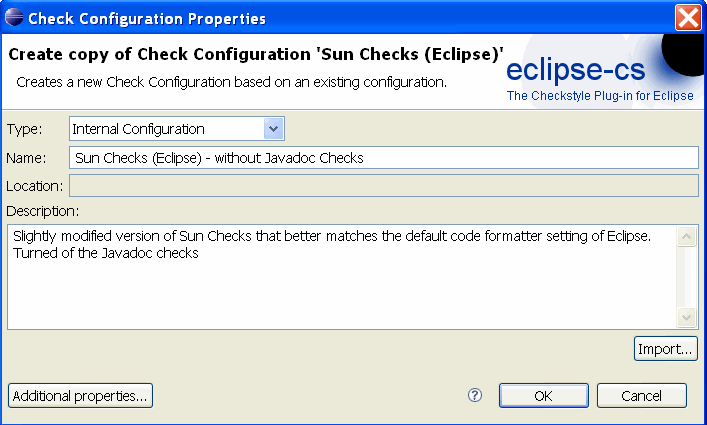 Check Configuration Properties
Create copy of Check Configuration 'Sun Checks (Eclipse)'
Creates a new Check Configuration based on an existing configuration.
eclipse-cs
The Checkstyle Plug-in for Eclipse
Type: Internal Configuration
Name: Sun Checks (Eclipse) - without Javadoc Checks
Location:
Description:
Slightly modified version of Sun Checks that better matches the default code formatter setting of Eclipse.
Turned of the Javadoc checks
Import...
Additional properties... ? OK Cancel